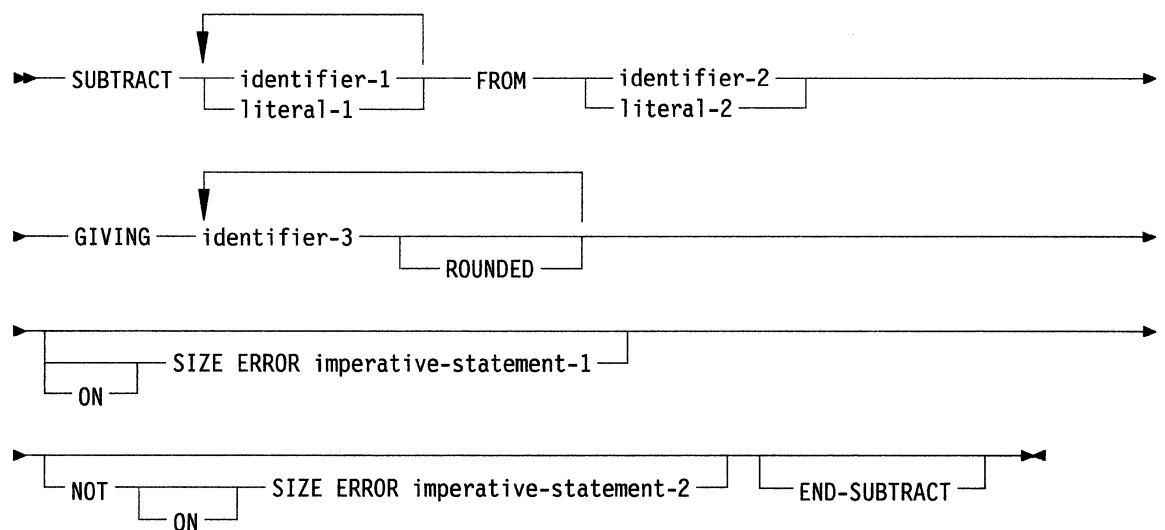 SUBTRACT identifier-1 FROM identifier-2
literal-1 literal-2
GIVING identifier-3
ROUNDED
SIZE ERROR imperative-statement-1
ON
NOT SIZE ERROR imperative-statement-2 END-SUBTRACT
ON